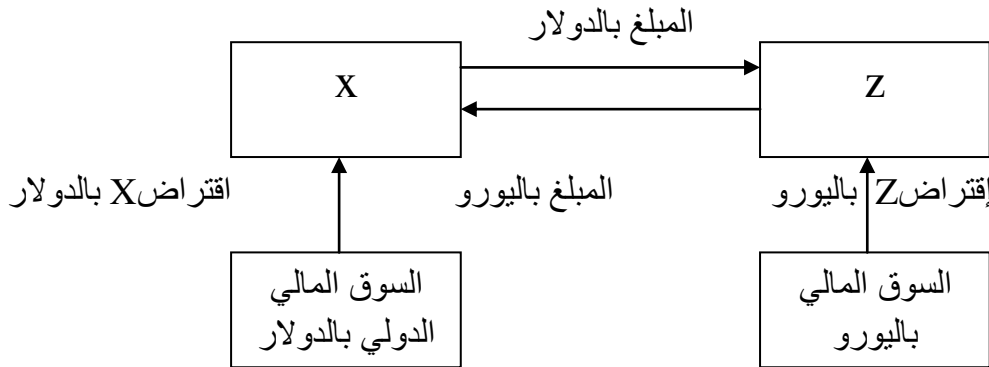 المبلغ بالدولار
X
Z
اقتراضX بالدولار
المبلغ باليورو
إقتراضZ باليورو
السوق المالي
الدولي بالدولار
السوق المالي
باليورو